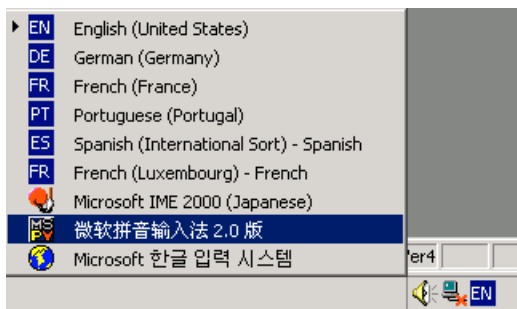 EN English (United States)
DE German (Germany)
FR French (France)
PT Portuguese (Portugal)
ES Spanish (International Sort) - Spanish
FR French (Luxembourg) - French
Microsoft IME 2000 (Japanese)
MSPY 微软拼音输入法 2.0 版
Microsoft 한글 입력 시스템
'er4
EN